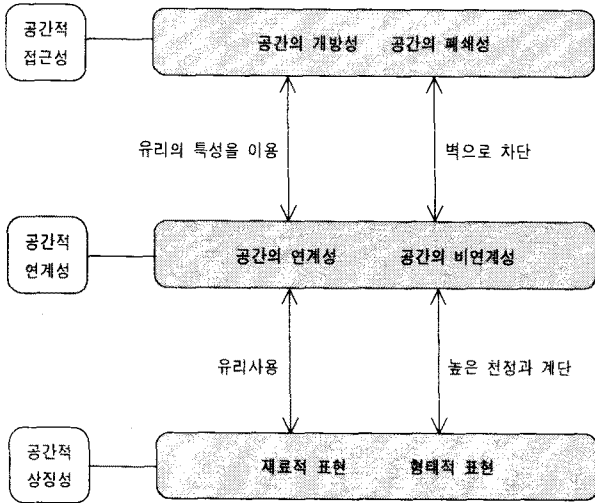 공간적
접근성
공간의 개방성 공간의 폐쇄성
유리의 특성을 이용 벽으로 차단
공간적
연계성
공간의 연계성 공간의 비연계성
유리사용 높은 천정과 계단
공간적
상징성
재료적 표현 형태적 표현